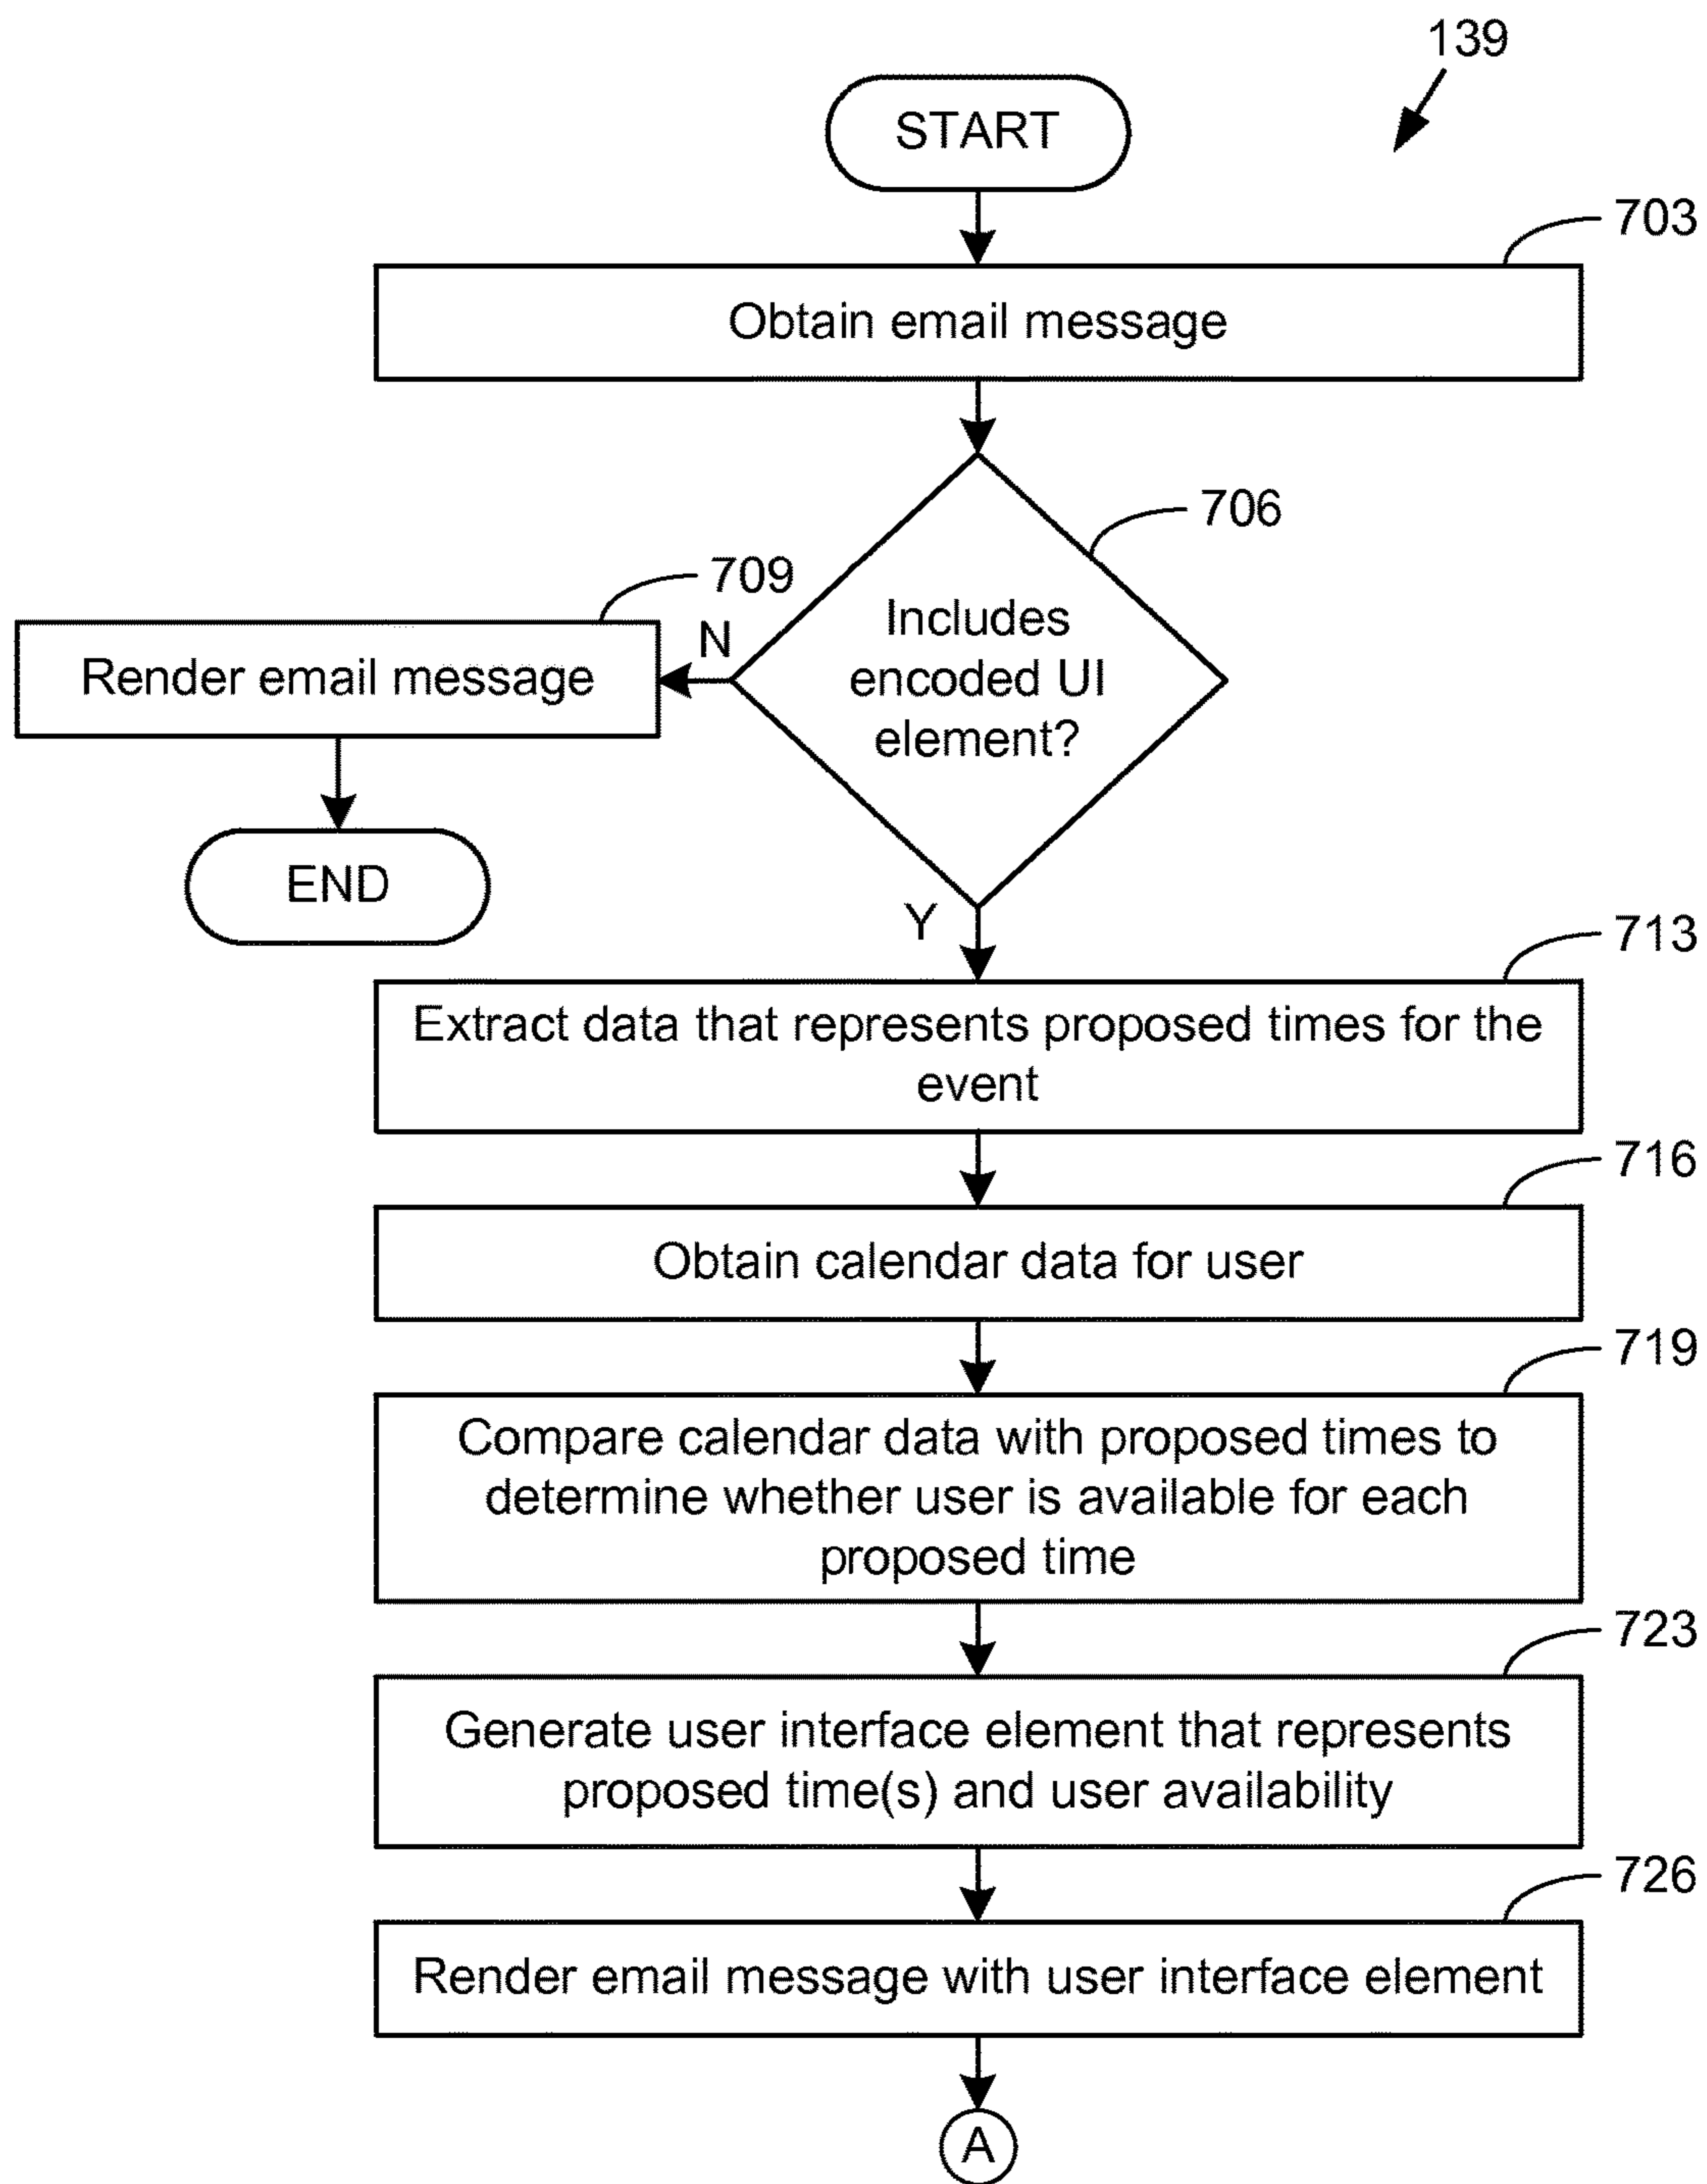 139
START
703
Obtain email message
706
709
Includes
encoded UI
element?
N
Render email message
END
Y
713
Extract data that represents proposed times for the
event
716
Obtain calendar data for user
719
Compare calendar data with proposed times to
determine whether user is available for each
proposed time
723
Generate user interface element that represents
proposed time(s) and user availability
726
Render email message with user interface element
A